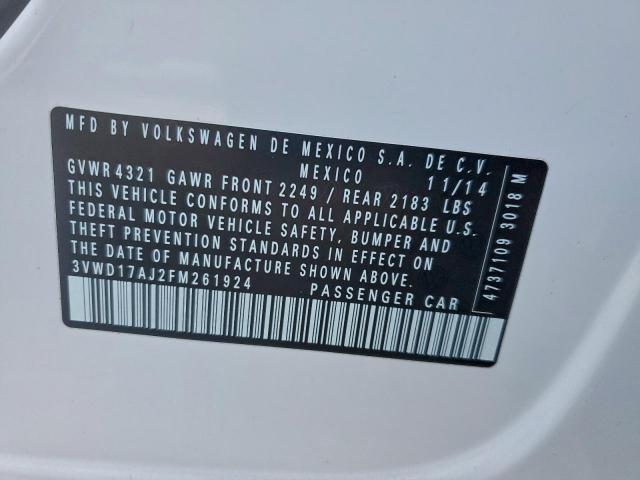 MFD BY VOLKSWAGEN DE MEXICO S.A. DE C.V.
MEXICO 11/14
GVWR 4321 GAWR FRONT 2249 / REAR 2183 LBS
THIS VEHICLE CONFORMS TO ALL APPLICABLE U.S.
FEDERAL MOTOR VEHICLE SAFETY, BUMPER AND
THEFT PREVENTION STANDARDS IN EFFECT ON
THE DATE OF MANUFACTURE SHOWN ABOVE.
3VWD17AJ2FM261924 PASSENGER CAR
4737109 3018 M